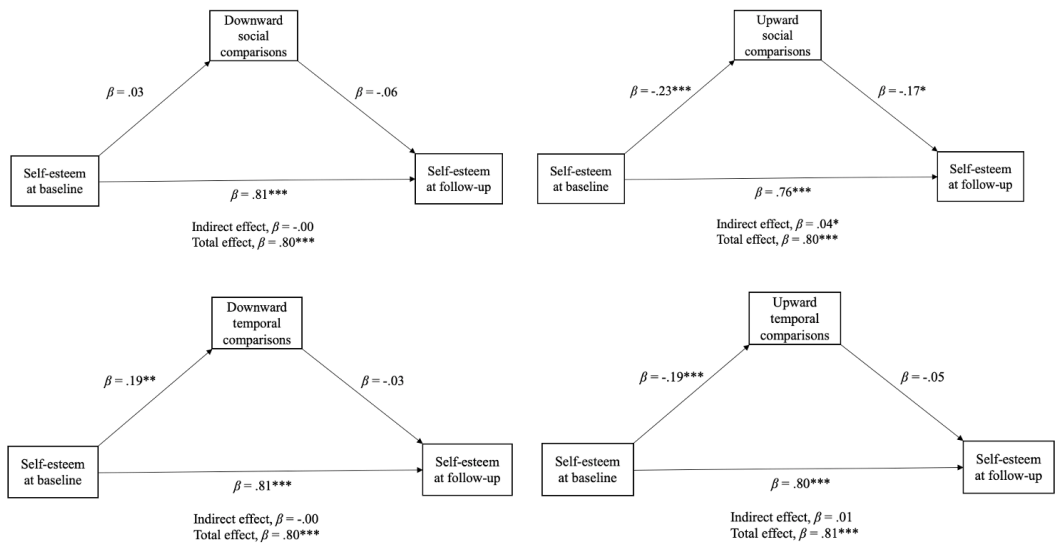 Downward
social
comparisons
β = .03
β = -.06
Self-esteem
at baseline
Self-esteem
at follow-up
β = .81***
Indirect effect, β = -.00
Total effect, β = .80***
Upward
social
comparisons
β = -.23***
β = -.17*
Self-esteem
at baseline
Self-esteem
at follow-up
β = .76***
Indirect effect, β = .04*
Total effect, β = .80***
Downward
temporal
comparisons
β = .19**
β = -.03
Self-esteem
at baseline
Self-esteem
at follow-up
β = .81***
Indirect effect, β = -.00
Total effect, β = .80***
Upward
temporal
comparisons
β = -.19***
β = -.05
Self-esteem
at baseline
Self-esteem
at follow-up
β = .80***
Indirect effect, β = .01
Total effect, β = .81***